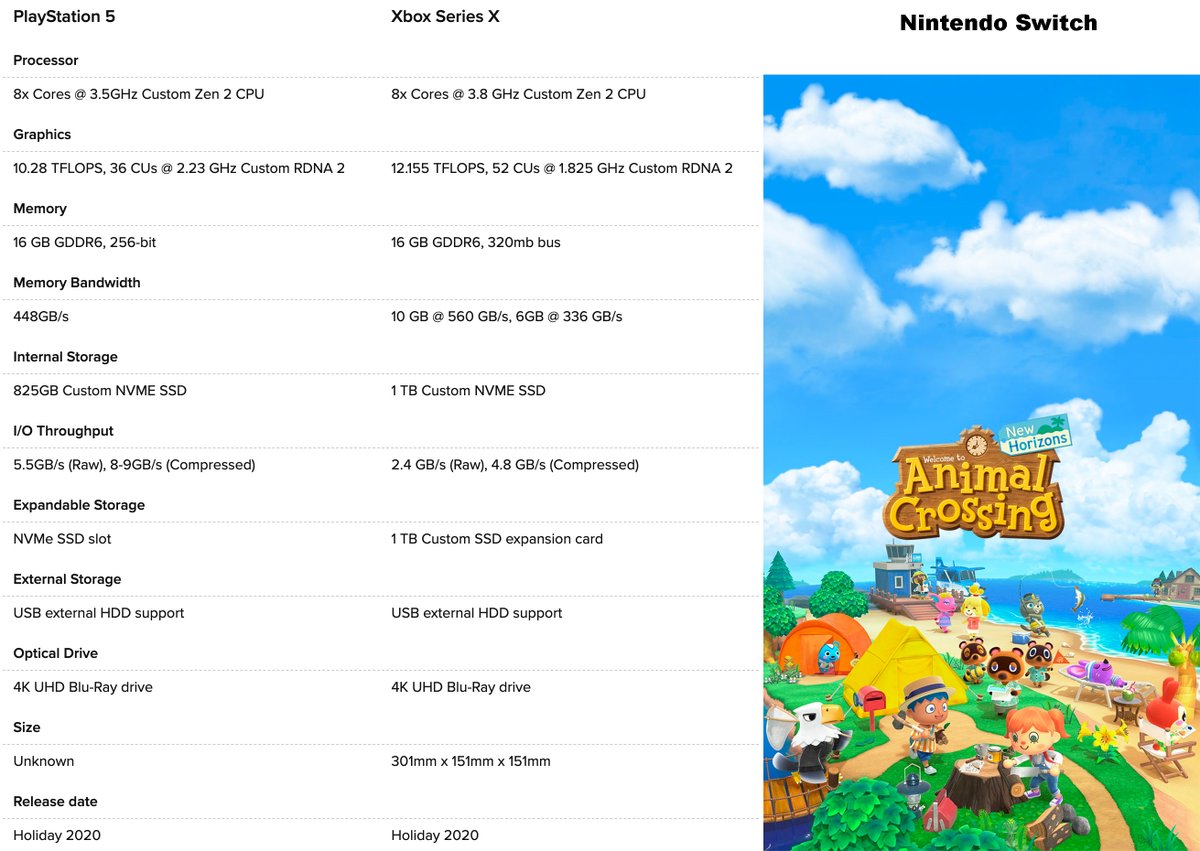 PlayStation 5 Xbox Series X Nintendo Switch
Processor
8x Cores @ 3.5GHz Custom Zen 2 CPU 8x Cores @ 3.8 GHz Custom Zen 2 CPU
Graphics
10.28 TFLOPS, 36 CUs @ 2.23 GHz Custom RDNA 2 12.155 TFLOPS, 52 CUs @ 1.825 GHz Custom RDNA 2
Memory
16 GB GDDR6, 256-bit 16 GB GDDR6, 320mb bus
Memory Bandwidth
448GB/s 10 GB @ 560 GB/s, 6GB @ 336 GB/s
Internal Storage
825GB Custom NVME SSD 1 TB Custom NVME SSD
I/O Throughput
5.5GB/s (Raw), 8-9GB/s (Compressed) 2.4 GB/s (Raw), 4.8 GB/s (Compressed)
Expandable Storage
NVMe SSD slot 1 TB Custom SSD expansion card
External Storage
USB external HDD support USB external HDD support
Optical Drive
4K UHD Blu-Ray drive 4K UHD Blu-Ray drive
Size
Unknown 301mm x 151mm x 151mm
Release date
Holiday 2020 Holiday 2020
New
Horizons
Welcome to
Animal
Crossing